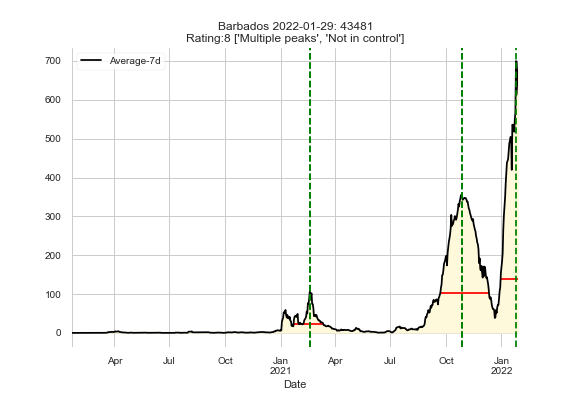 Barbados 2022-01-29: 43481
Rating:8 ['Multiple peaks', 'Not in control']
Average-7d
700
600
500
400
300
200
100
0
Apr Jul Oct Jan Apr Jul Oct Jan
2021 2022
Date